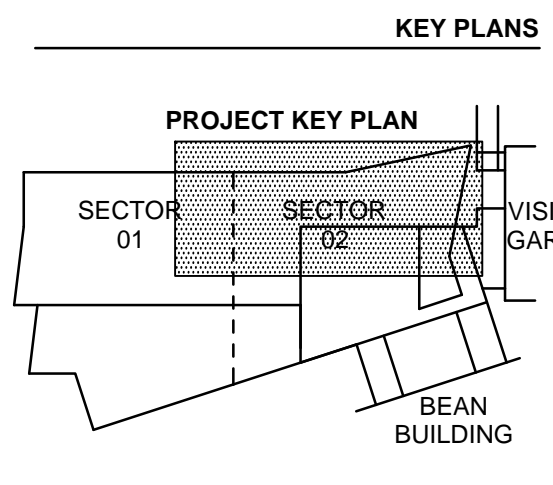 KEY PLANS
PROJECT KEY PLAN
SECTOR
01
SECTOR
02
BEAN
BUILDING